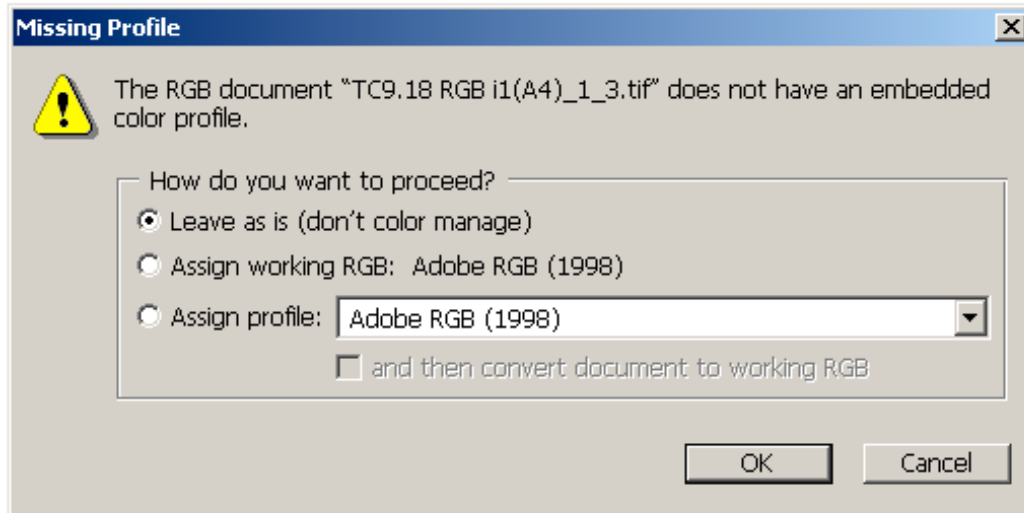 Missing Profile
The RGB document “TC9.18 RGB i1(A4)_1_3.tif” does not have an embedded
color profile.
How do you want to proceed?
Leave as is (don’t color manage)
Assign working RGB: Adobe RGB (1998)
Assign profile: Adobe RGB (1998)
and then convert document to working RGB
OK Cancel